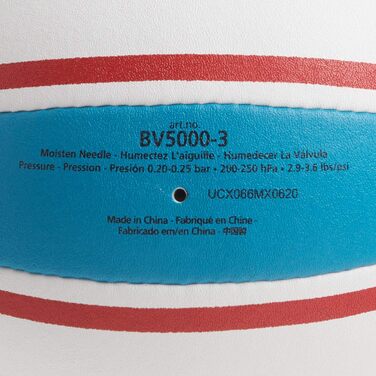 art.no.
BV5000-3
Moisten Needle - Humectez L'aiguille - Humedecer La Válvula
Pressure - Pression - Presión 0.20-0.25 bar • 200-250 hPa • 2.9-3.6 lbs/psi
UCX066MX0620
Made in China - Fabriqué en Chine -
Fabricado em/en China - 中国製